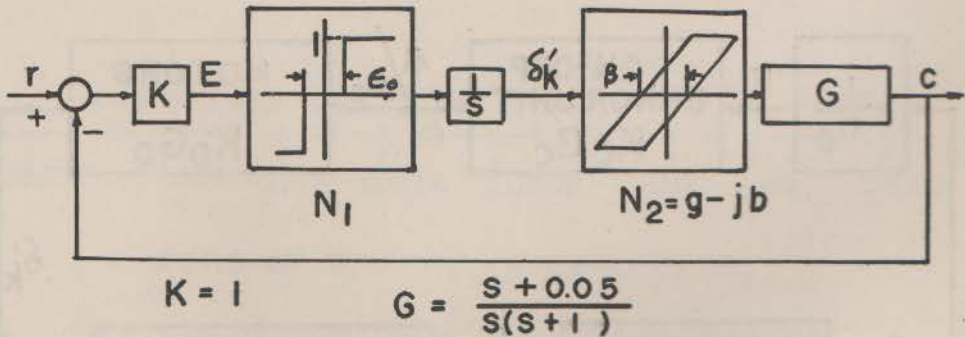 r + − K E
1 ϵ₀
N₁
1/S
δ'k
β
N₂ = g - jb
G C
K = 1
G = S + 0.05 / S(S + 1)